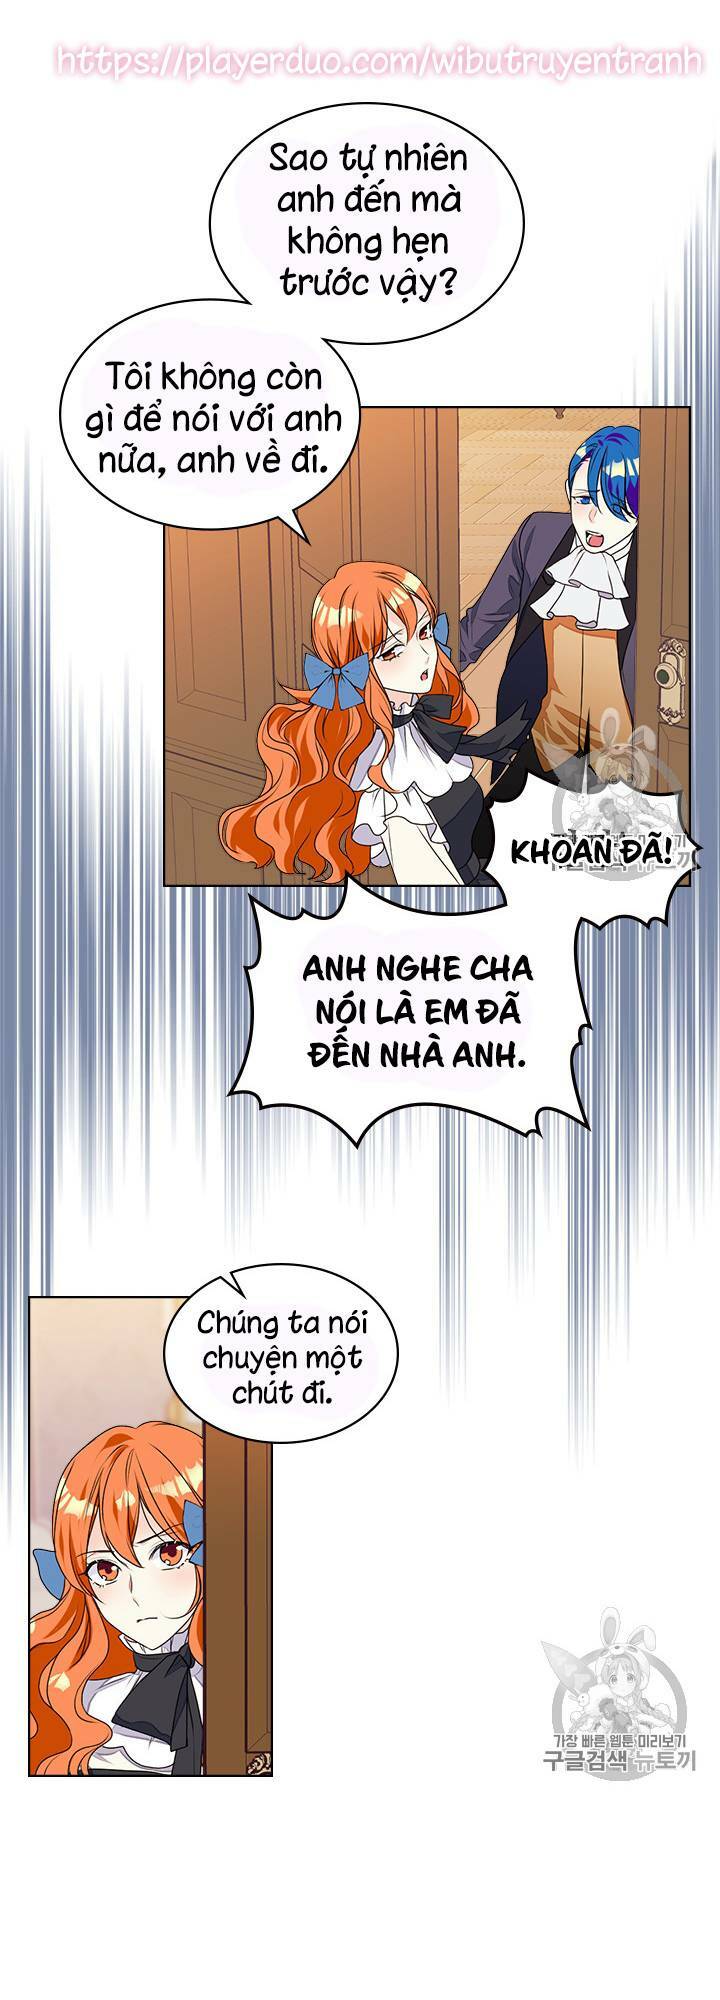 https://playerduo.com/wibutruyentranh
Sao tự nhiên
anh đến mà
không hẹn
trước vậy?
Tôi không còn
gì để nói với anh
nữa, anh về đi.
KHOAN ĐÃ!
ANH NGHE CHA
NÓI LÀ EM ĐÃ
ĐẾN NHÀ ANH.
Chúng ta nói
chuyện một
chút đi.
가장 빠른 웹툰 미리보기
구글검색 뉴토끼